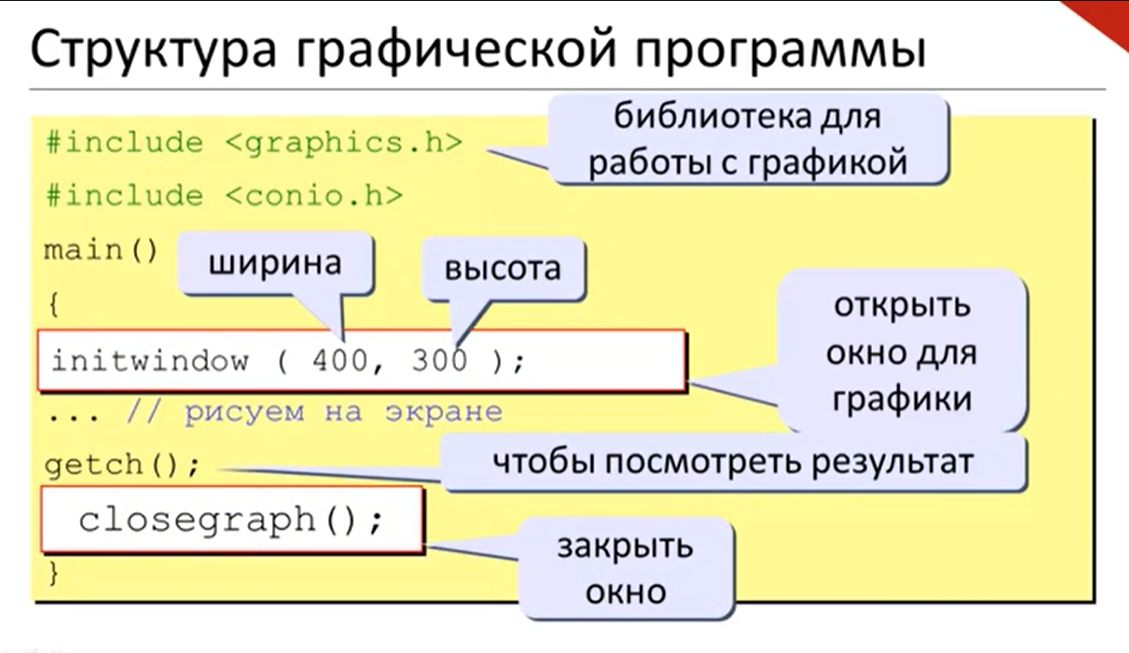 Структура графической программы
#include <graphics.h>
библиотека для
работы с графикой
#include <conio.h>
main()
ширина
высота
{
открыть
окно для
графики
initwindow ( 400, 300 );
... // рисуем на экране
getch();
чтобы посмотреть результат
closegraph();
закрыть
окно
}